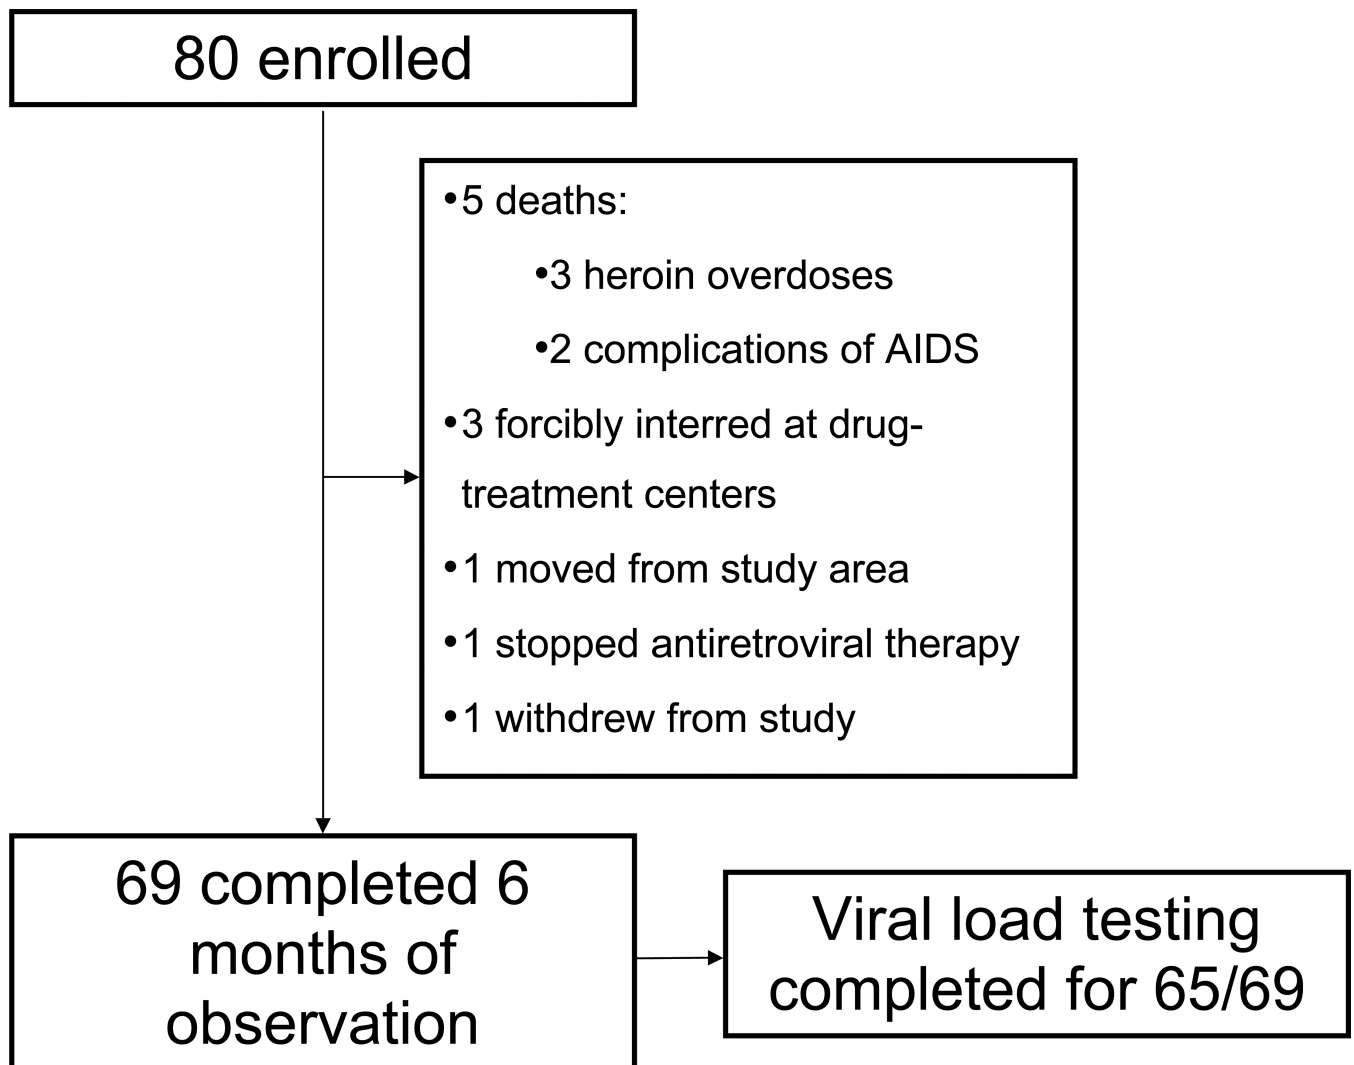 80 enrolled
•5 deaths:
•3 heroin overdoses
•2 complications of AIDS
•3 forcibly interred at drug-
treatment centers
•1 moved from study area
•1 stopped antiretroviral therapy
•1 withdrew from study
69 completed 6
months of
observation
Viral load testing
completed for 65/69